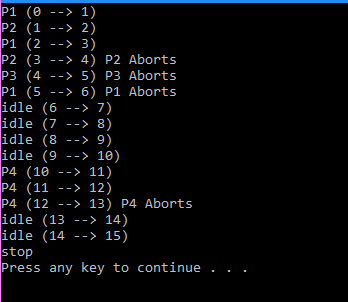 P1 (0 --> 1)
P2 (1 --> 2)
P1 (2 --> 3)
P2 (3 --> 4) P2 Aborts
P3 (4 --> 5) P3 Aborts
P1 (5 --> 6) P1 Aborts
idle (6 --> 7)
idle (7 --> 8)
idle (8 --> 9)
idle (9 --> 10)
P4 (10 --> 11)
P4 (11 --> 12)
P4 (12 --> 13) P4 Aborts
idle (13 --> 14)
idle (14 --> 15)
stop
Press any key to continue . . .